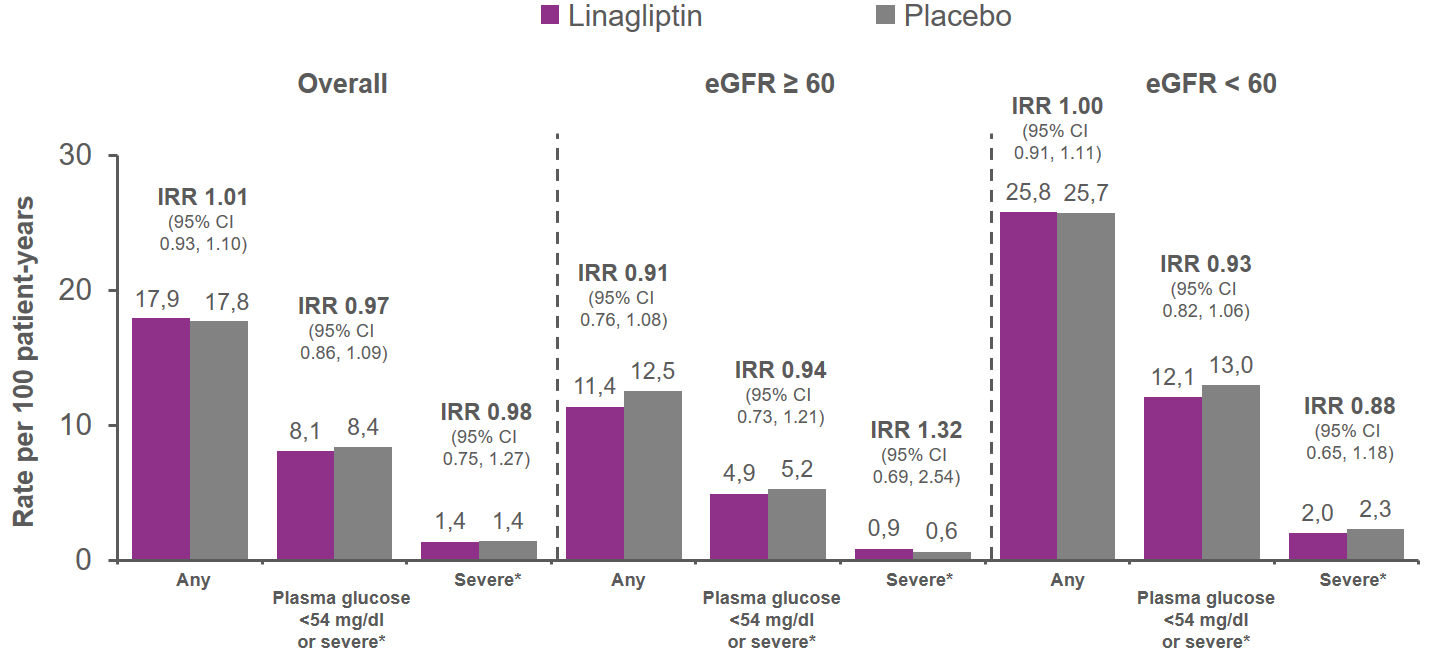 Linagliptin
Placebo
Overall
eGFR ≥ 60
eGFR < 60
Rate per 100 patient-years
30
20
10
0
IRR 1.01
(95% CI
0.93, 1.10)
17,9
17,8
Any
IRR 0.97
(95% CI
0.86, 1.09)
8,1
8,4
Plasma glucose
<54 mg/dl
or severe*
IRR 0.98
(95% CI
0.75, 1.27)
1,4
1,4
Severe*
IRR 0.91
(95% CI
0.76, 1.08)
11,4
12,5
Any
IRR 0.94
(95% CI
0.73, 1.21)
4,9
5,2
Plasma glucose
<54 mg/dl
or severe*
IRR 1.32
(95% CI
0.69, 2.54)
0,9
0,6
Severe*
IRR 1.00
(95% CI
0.91, 1.11)
25,8
25,7
Any
IRR 0.93
(95% CI
0.82, 1.06)
12,1
13,0
Plasma glucose
<54 mg/dl
or severe*
IRR 0.88
(95% CI
0.65, 1.18)
2,0
2,3
Severe*